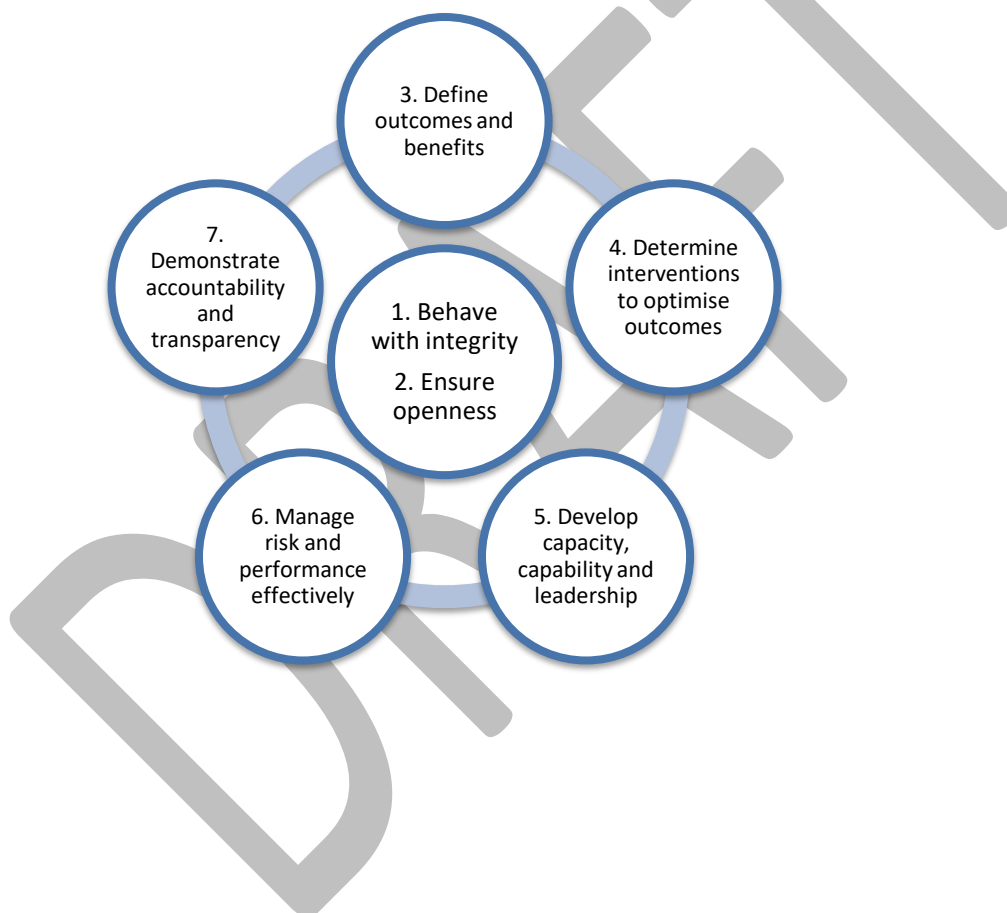 3. Define
outcomes and
benefits
7.
Demonstrate
accountability
and
transparency
4. Determine
interventions
to optimise
outcomes
1. Behave
with integrity
2. Ensure
openness
6. Manage
risk and
performance
effectively
5. Develop
capacity,
capability and
leadership
DRAFT